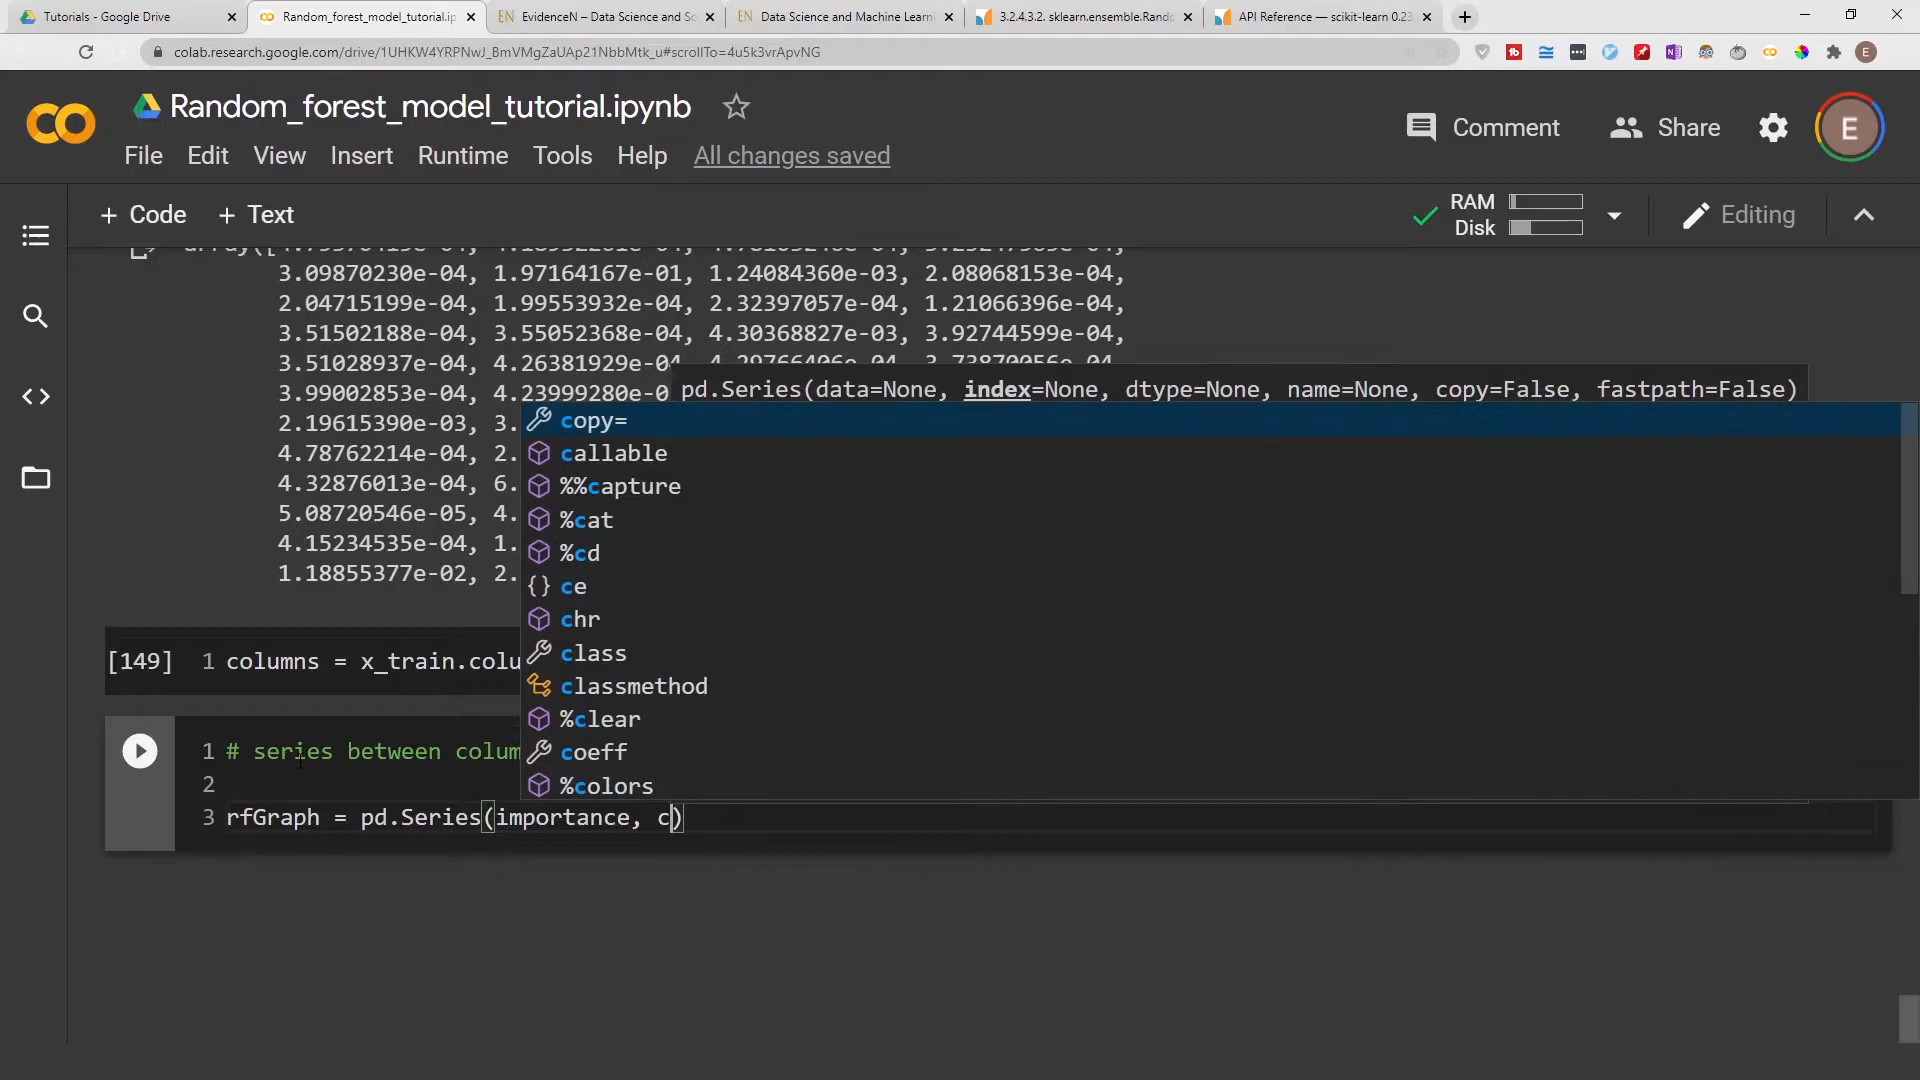 Tutorials - Google Drive
Random_forest_model_tutorial.ip
EN EvidenceN – Data Science and So
EN Data Science and Machine Learni
3.2.4.3.2. sklearn.ensemble.Rando
API Reference — scikit-learn 0.23
colab.research.google.com/drive/1UHKW4YRPNwJ_BmVMgZaUAp21NbbMtk_u#scrollTo=4u5k3vrApvNG
E
CO Random_forest_model_tutorial.ipynb
Comment Share E
File Edit View Insert Runtime Tools Help All changes saved
+ Code + Text
RAM
Disk
Editing
3.09870230e-04, 1.97164167e-01, 1.24084360e-03, 2.08068153e-04,
2.04715199e-04, 1.99553932e-04, 2.32397057e-04, 1.21066396e-04,
3.51502188e-04, 3.55052368e-04, 4.30368827e-03, 3.92744599e-04,
3.51028937e-04, 4.26381929e-04
3.99002853e-04, 4.23999280e-0
pd.Series(data=None, index=None, dtype=None, name=None, copy=False, fastpath=False)
2.19615390e-03, 3.
4.78762214e-04, 2.
4.32876013e-04, 6.
5.08720546e-05, 4.
4.15234535e-04, 1.
1.18855377e-02, 2.
copy=
callable
%%capture
%cat
%cd
ce
chr
class
classmethod
%clear
coeff
%colors
[149] 1 columns = x_train.colu
1 # series between colum
2
3 rfGraph = pd.Series(importance, c)